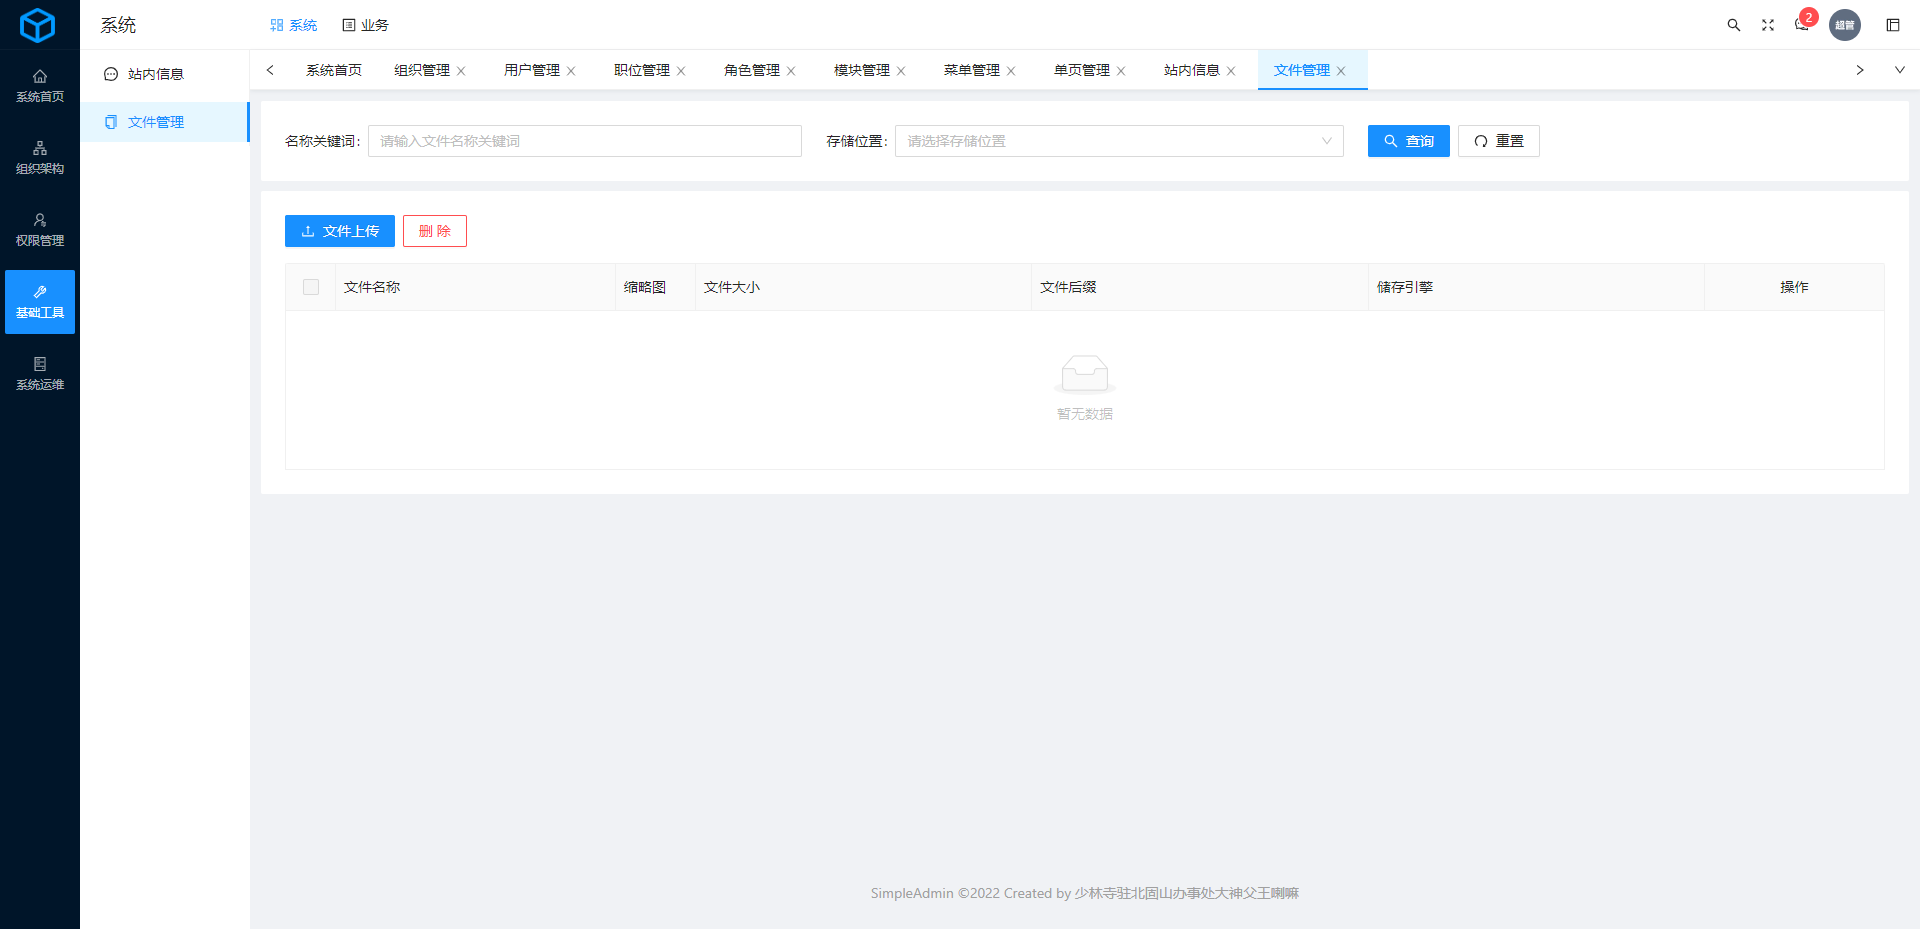 系统
系统 业务
2
超管
系统首页
组织架构
权限管理
基础工具
系统运维
站内信息
文件管理
系统首页 组织管理 用户管理 职位管理 角色管理 模块管理 菜单管理 单页管理 站内信息 文件管理
名称关键词: 请输入文件名称关键词 存储位置: 请选择存储位置 查询 重置
文件上传 删 除
文件名称 缩略图 文件大小 文件后缀 储存引擎 操作
暂无数据
SimpleAdmin ©2022 Created by 少林寺驻北固山办事处大神父王喇嘛